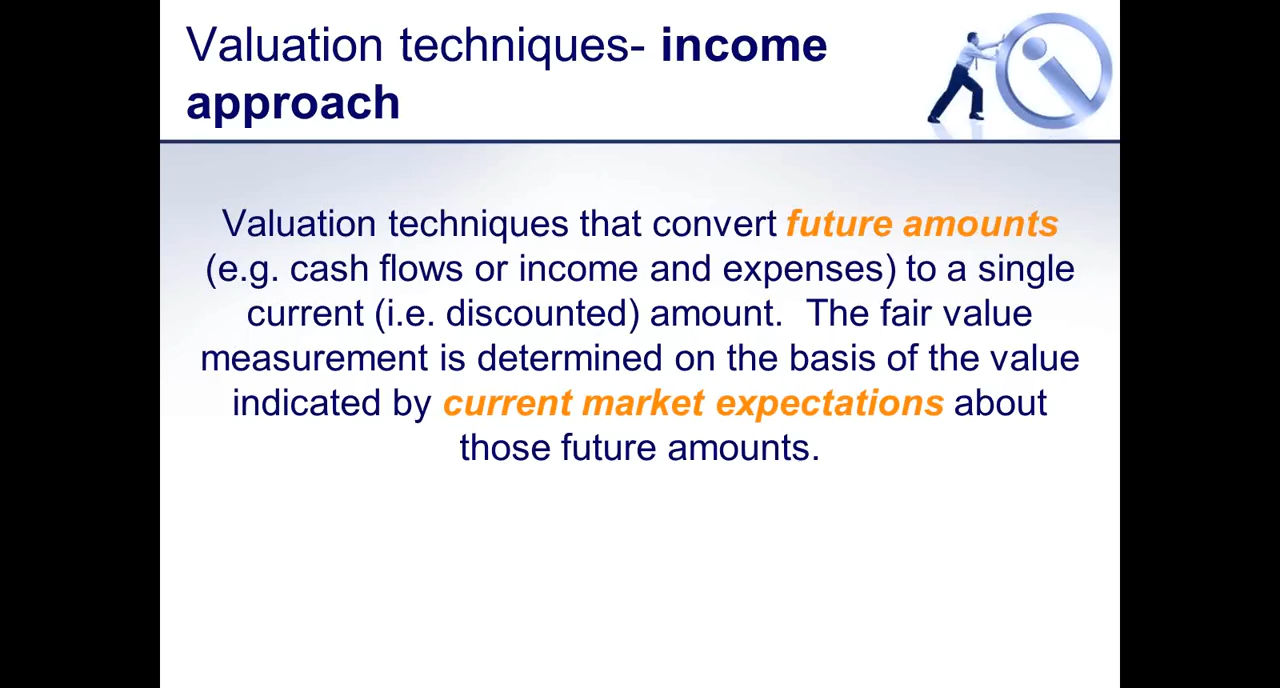 Valuation techniques- income
approach
Valuation techniques that convert future amounts
(e.g. cash flows or income and expenses) to a single
current (i.e. discounted) amount.  The fair value
measurement is determined on the basis of the value
indicated by current market expectations about
those future amounts.